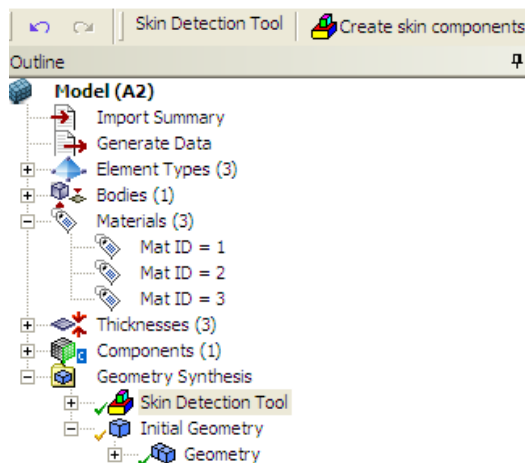 Skin Detection Tool Create skin components
Outline
Model (A2)
Import Summary
Generate Data
Element Types (3)
Bodies (1)
Materials (3)
Mat ID = 1
Mat ID = 2
Mat ID = 3
Thicknesses (3)
Components (1)
Geometry Synthesis
Skin Detection Tool
Initial Geometry
Geometry